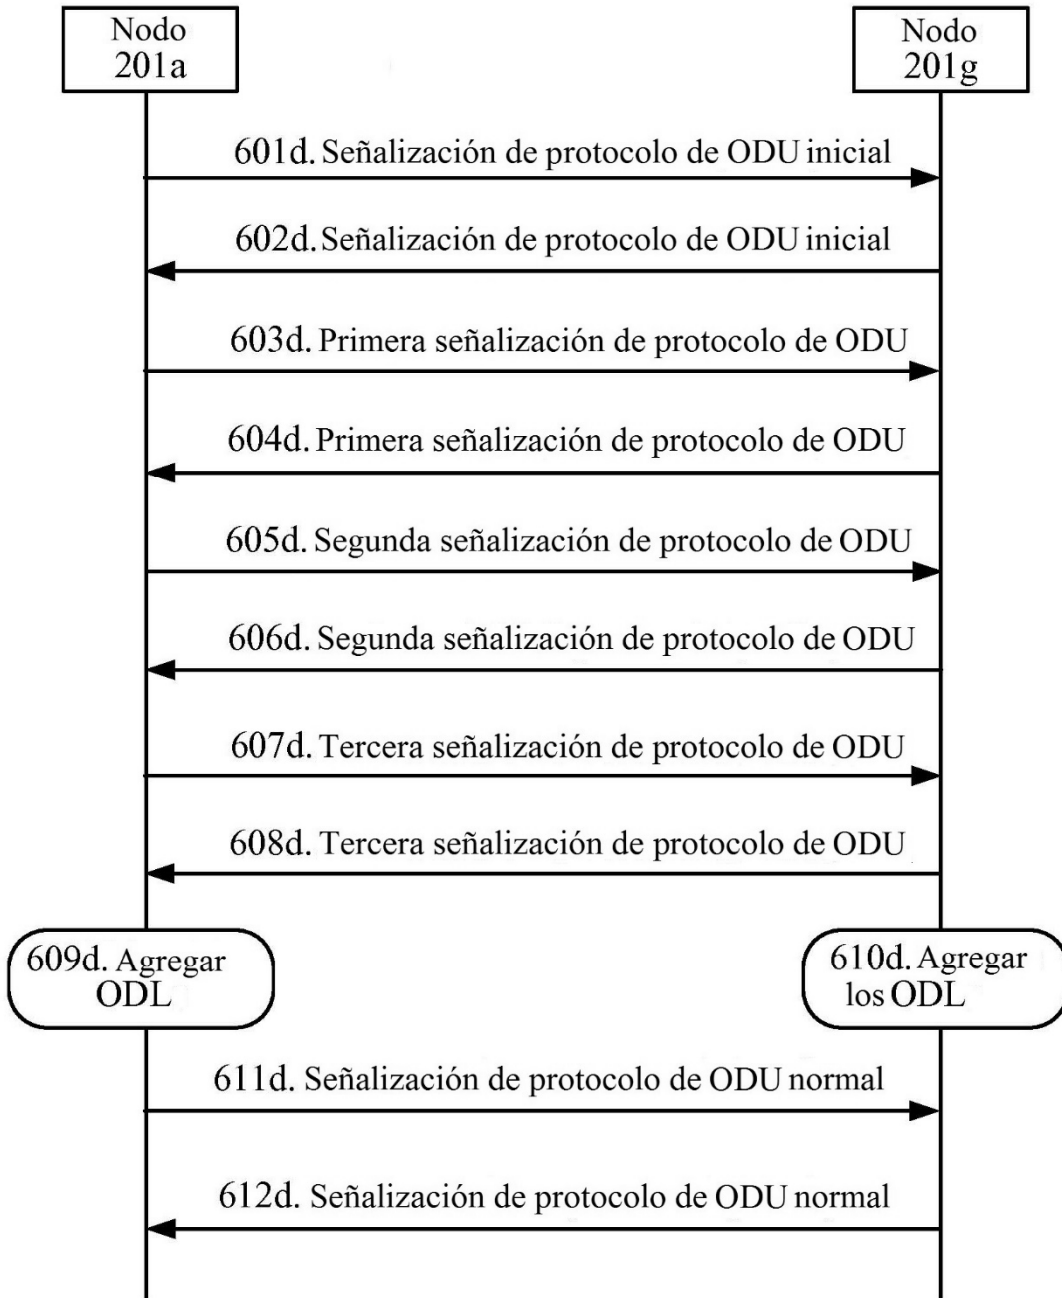 Nodo
201a
Nodo
201g
601d. Señalización de protocolo de ODU inicial
602d. Señalización de protocolo de ODU inicial
603d. Primera señalización de protocolo de ODU
604d. Primera señalización de protocolo de ODU
605d. Segunda señalización de protocolo de ODU
606d. Segunda señalización de protocolo de ODU
607d. Tercera señalización de protocolo de ODU
608d. Tercera señalización de protocolo de ODU
609d. Agregar
ODL
610d. Agregar
los ODL
611d. Señalización de protocolo de ODU normal
612d. Señalización de protocolo de ODU normal